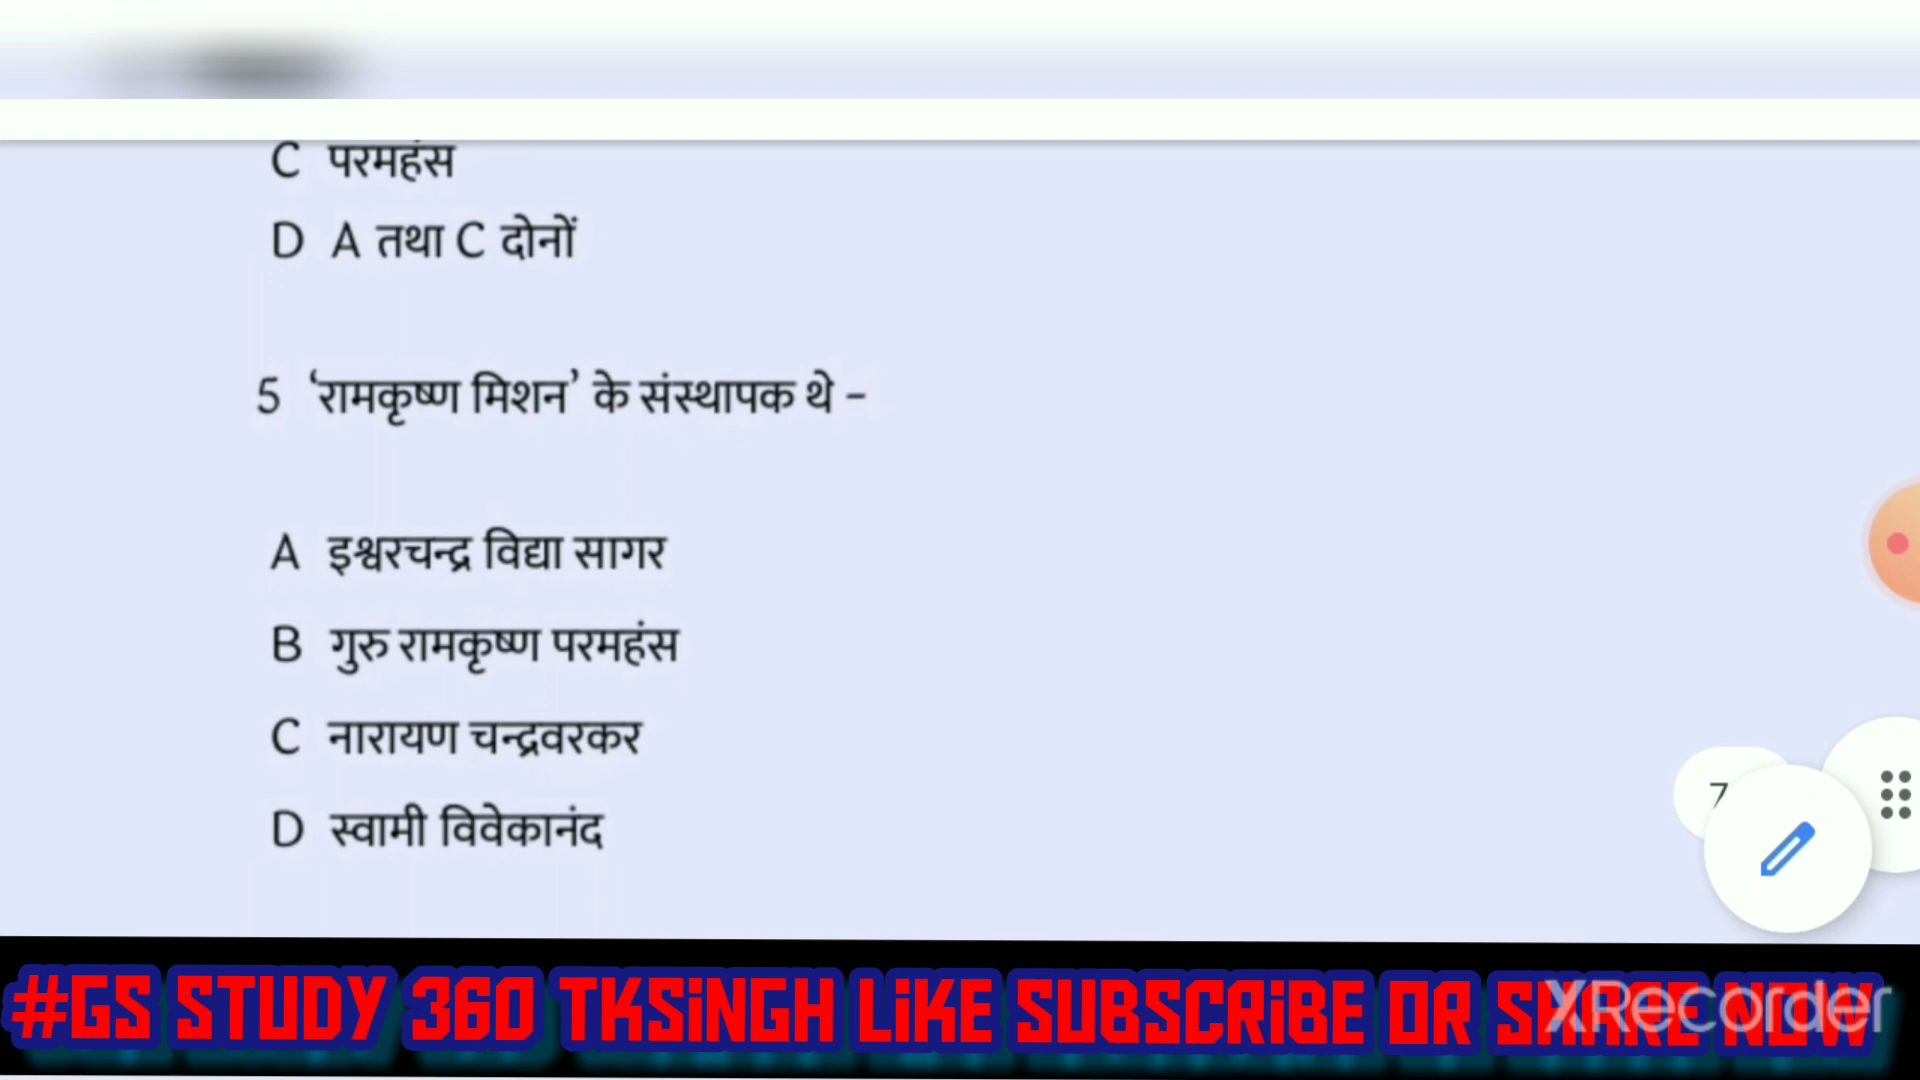 C परमहंस
D A तथा C दोनों
5 ‘रामकृष्ण मिशन’ के संस्थापक थे –
A इश्वरचन्द्र विद्या सागर
B गुरु रामकृष्ण परमहंस
C नारायण चन्द्रवरकर
D स्वामी विवेकानंद
7
#GS STUDY 360 TKSiNGH LiKE SUBSCRiBE OR SHARE NOW
XRecorder